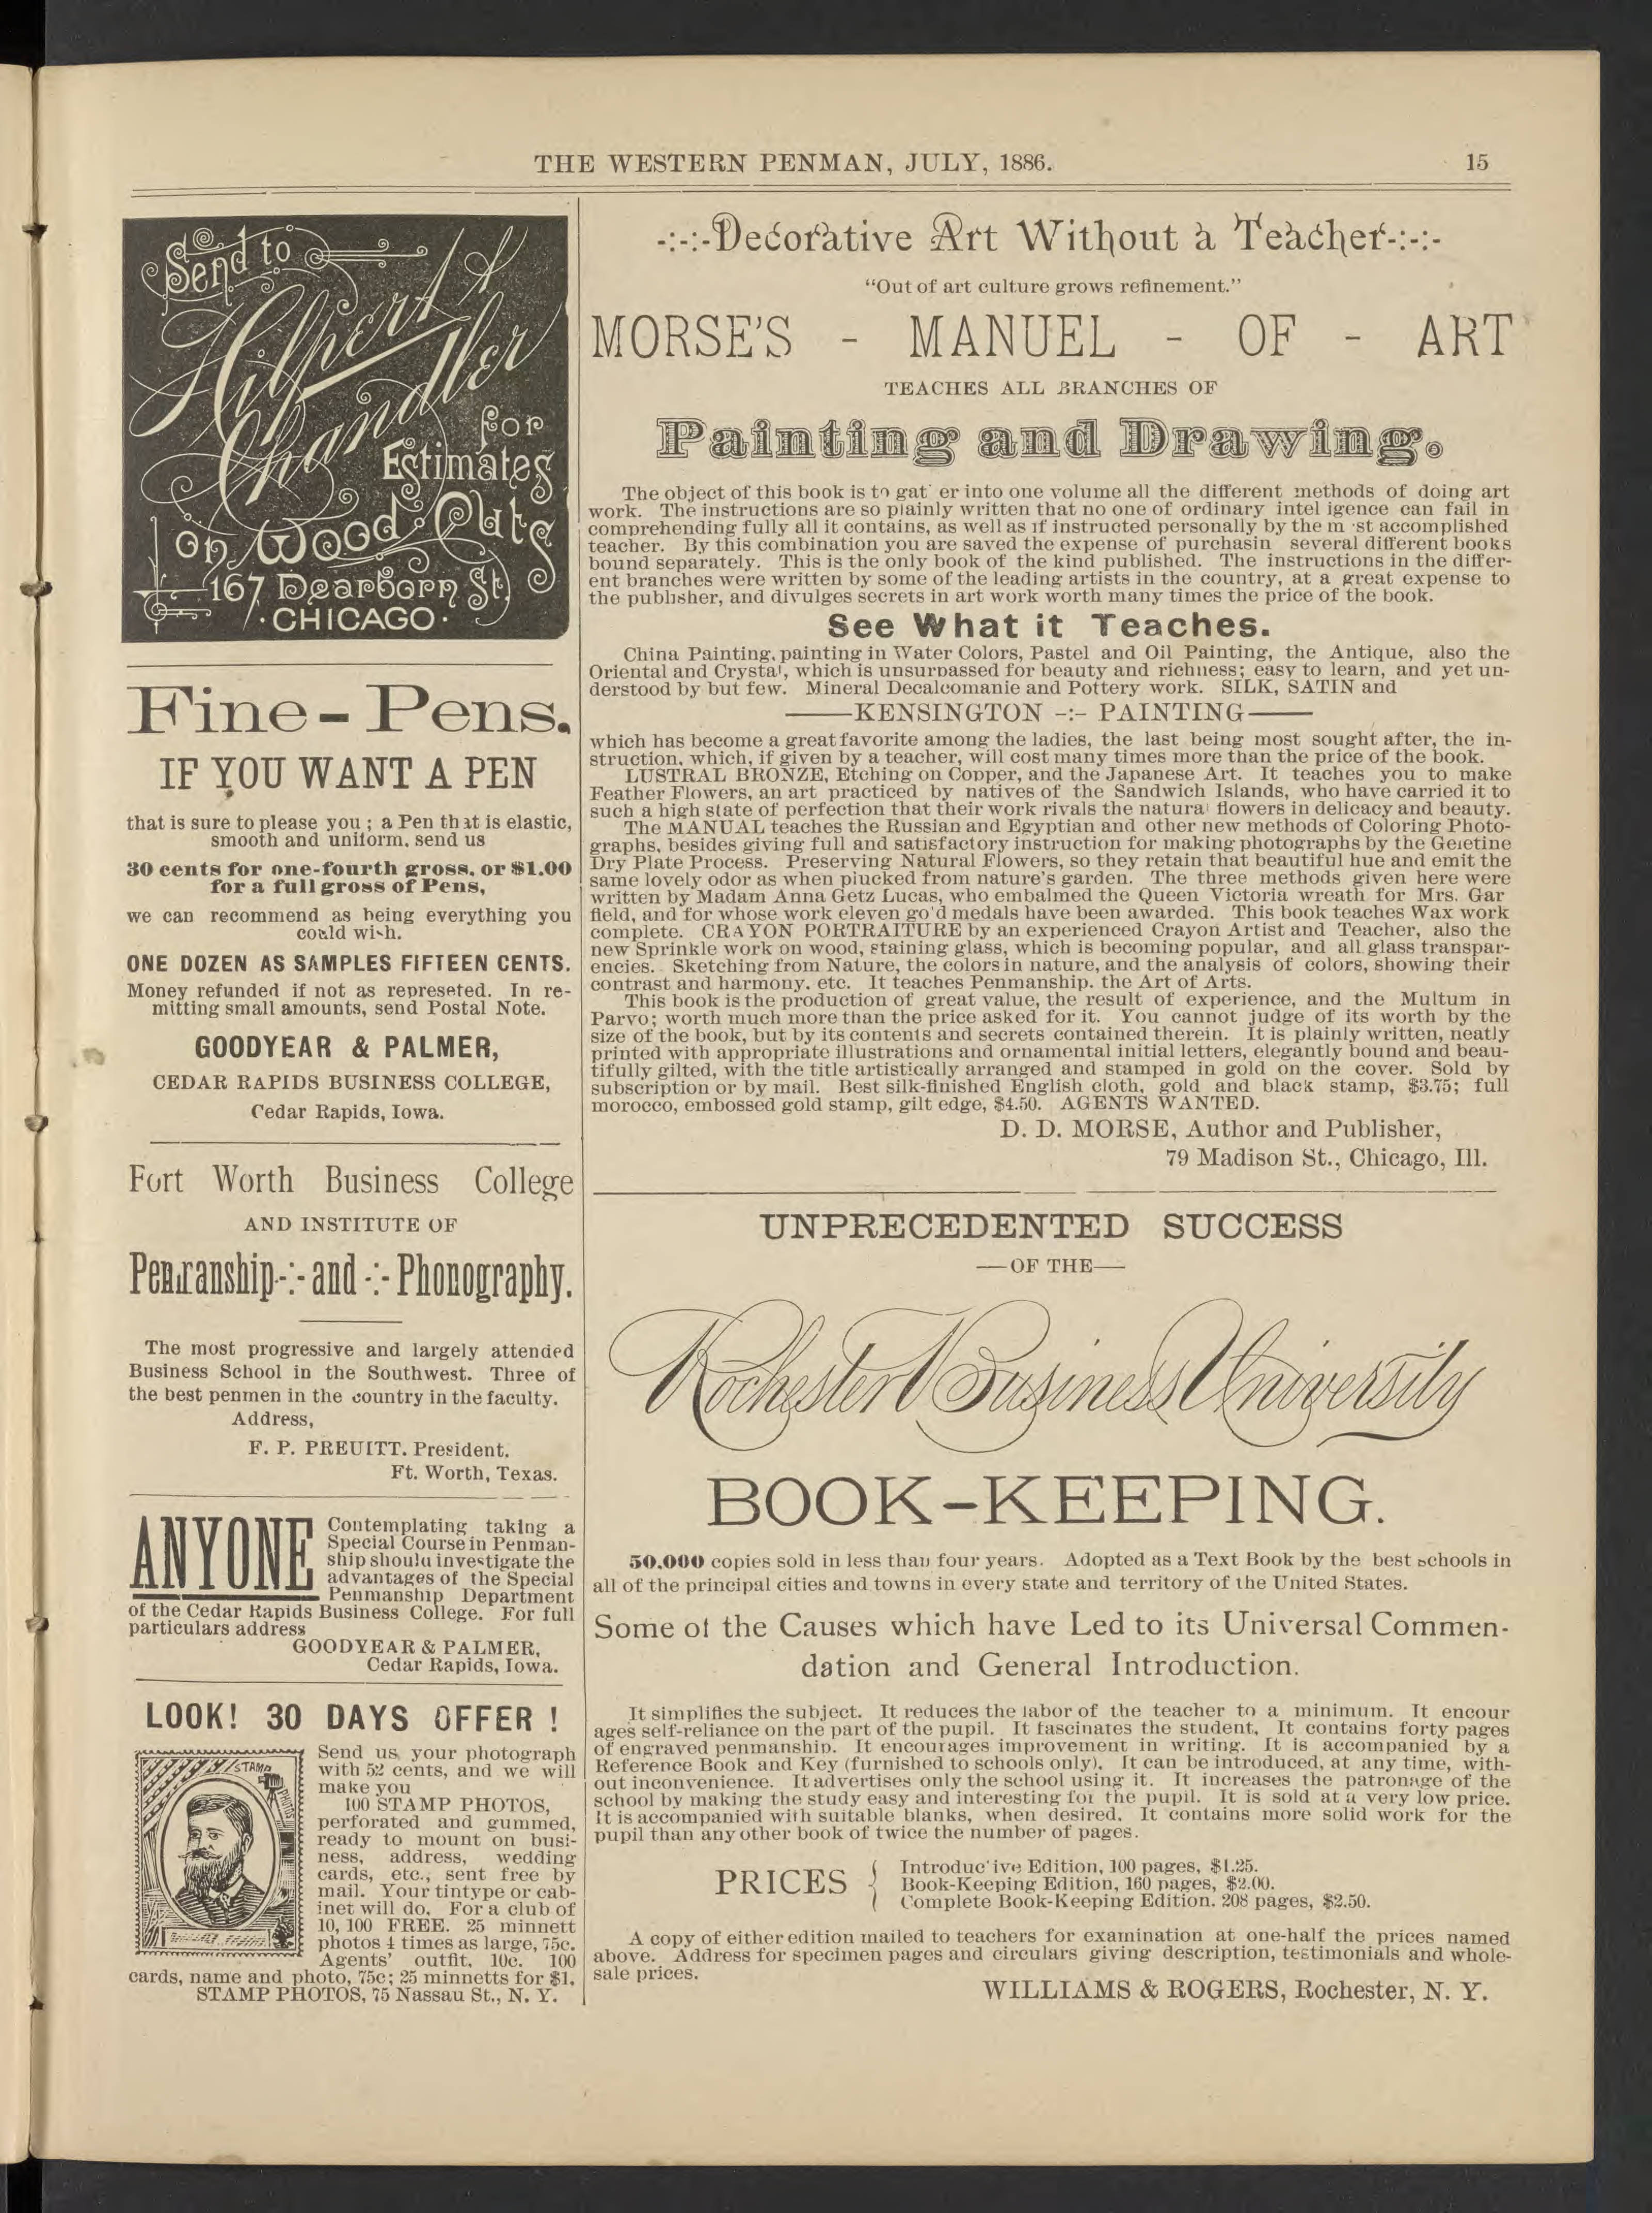 THE WESTERN PENMAN, JULY, 1886.
15
Send to
Hilpert &
Chandler
for
Estimates
on Wood Cuts
167 Dearborn St,
· CHICAGO ·
Fine - Pens.
IF YOU WANT A PEN
that is sure to please you ; a Pen that is elastic,
smooth and uniform, send us
30 cents for one-fourth gross, or $1.00
for a full gross of Pens,
we can recommend as being everything you
could wish.
ONE DOZEN AS SAMPLES FIFTEEN CENTS.
Money refunded if not as represeted. In re-
mitting small amounts, send Postal Note.
GOODYEAR & PALMER,
CEDAR RAPIDS BUSINESS COLLEGE,
Cedar Rapids, Iowa.
Fort Worth Business College
AND INSTITUTE OF
Penmanship -:- and -:- Phonography.
The most progressive and largely attended
Business School in the Southwest. Three of
the best penmen in the country in the faculty.
Address,
F. P. PREUITT. President.
Ft. Worth, Texas.
ANYONE
Contemplating taking a
Special Course in Penman-
ship should investigate the
advantages of the Special
Penmanship Department
of the Cedar Rapids Business College. For full
particulars address
GOODYEAR & PALMER,
Cedar Rapids, Iowa.
LOOK! 30 DAYS OFFER !
STAMP
PHOTOS
Send us your photograph
with 52 cents, and we will
make you
100 STAMP PHOTOS,
perforated and gummed,
ready to mount on busi-
ness, address, wedding
cards, etc., sent free by
mail. Your tintype or cab-
inet will do. For a club of
10, 100 FREE. 25 minnett
photos 4 times as large, 75c.
Agents' outfit, 10c. 100
cards, name and photo, 75c; 25 minnetts for $1.
STAMP PHOTOS, 75 Nassau St., N. Y.
-:-:-Decorative Art Without a Teacher-:-:-
"Out of art culture grows refinement."
MORSE'S - MANUEL - OF - ART
TEACHES ALL BRANCHES OF
Painting and Drawing.
The object of this book is to gat er into one volume all the different methods of doing art
work. The instructions are so plainly written that no one of ordinary intel igence can fail in
comprehending fully all it contains, as well as if instructed personally by the m st accomplished
teacher. By this combination you are saved the expense of purchasin several different books
bound separately. This is the only book of the kind published. The instructions in the differ-
ent branches were written by some of the leading artists in the country, at a great expense to
the publisher, and divulges secrets in art work worth many times the price of the book.
See What it Teaches.
China Painting, painting in Water Colors, Pastel and Oil Painting, the Antique, also the
Oriental and Crystal, which is unsurpassed for beauty and richness; easy to learn, and yet un-
derstood by but few. Mineral Decalcomanie and Pottery work. SILK, SATIN and
——KENSINGTON -:- PAINTING——
which has become a great favorite among the ladies, the last being most sought after, the in-
struction, which, if given by a teacher, will cost many times more than the price of the book.
LUSTRAL BRONZE, Etching on Copper, and the Japanese Art. It teaches you to make
Feather Flowers, an art practiced by natives of the Sandwich Islands, who have carried it to
such a high state of perfection that their work rivals the natural flowers in delicacy and beauty.
The MANUAL teaches the Russian and Egyptian and other new methods of Coloring Photo-
graphs, besides giving full and satisfactory instruction for making photographs by the Geletine
Dry Plate Process. Preserving Natural Flowers, so they retain that beautiful hue and emit the
same lovely odor as when plucked from nature's garden. The three methods given here were
written by Madam Anna Getz Lucas, who embalmed the Queen Victoria wreath for Mrs. Gar
field, and for whose work eleven go'd medals have been awarded. This book teaches Wax work
complete. CRAYON PORTRAITURE by an experienced Crayon Artist and Teacher, also the
new Sprinkle work on wood, staining glass, which is becoming popular, and all glass transpar-
encies. Sketching from Nature, the colors in nature, and the analysis of colors, showing their
contrast and harmony, etc. It teaches Penmanship. the Art of Arts.
This book is the production of great value, the result of experience, and the Multum in
Parvo; worth much more than the price asked for it. You cannot judge of its worth by the
size of the book, but by its contents and secrets contained therein. It is plainly written, neatly
printed with appropriate illustrations and ornamental initial letters, elegantly bound and beau-
tifully gilted, with the title artistically arranged and stamped in gold on the cover. Sold by
subscription or by mail. Best silk-finished English cloth, gold and black stamp, $3.75; full
morocco, embossed gold stamp, gilt edge, $4.50. AGENTS WANTED.
D. D. MORSE, Author and Publisher,
79 Madison St., Chicago, Ill.
UNPRECEDENTED SUCCESS
—OF THE—
Rochester Business University
BOOK-KEEPING.
50,000 copies sold in less than four years. Adopted as a Text Book by the best schools in
all of the principal cities and towns in every state and territory of the United States.
Some of the Causes which have Led to its Universal Commen-
dation and General Introduction.
It simplifies the subject. It reduces the labor of the teacher to a minimum. It encour
ages self-reliance on the part of the pupil. It fascinates the student. It contains forty pages
of engraved penmanship. It encourages improvement in writing. It is accompanied by a
Reference Book and Key (furnished to schools only). It can be introduced, at any time, with-
out inconvenience. It advertises only the school using it. It increases the patronage of the
school by making the study easy and interesting for the pupil. It is sold at a very low price.
It is accompanied with suitable blanks, when desired. It contains more solid work for the
pupil than any other book of twice the number of pages.
PRICES
Introduc'ive Edition, 100 pages, $1.25.
Book-Keeping Edition, 160 pages, $2.00.
Complete Book-Keeping Edition. 208 pages, $2.50.
A copy of either edition mailed to teachers for examination at one-half the prices named
above. Address for specimen pages and circulars giving description, testimonials and whole-
sale prices.
WILLIAMS & ROGERS, Rochester, N. Y.